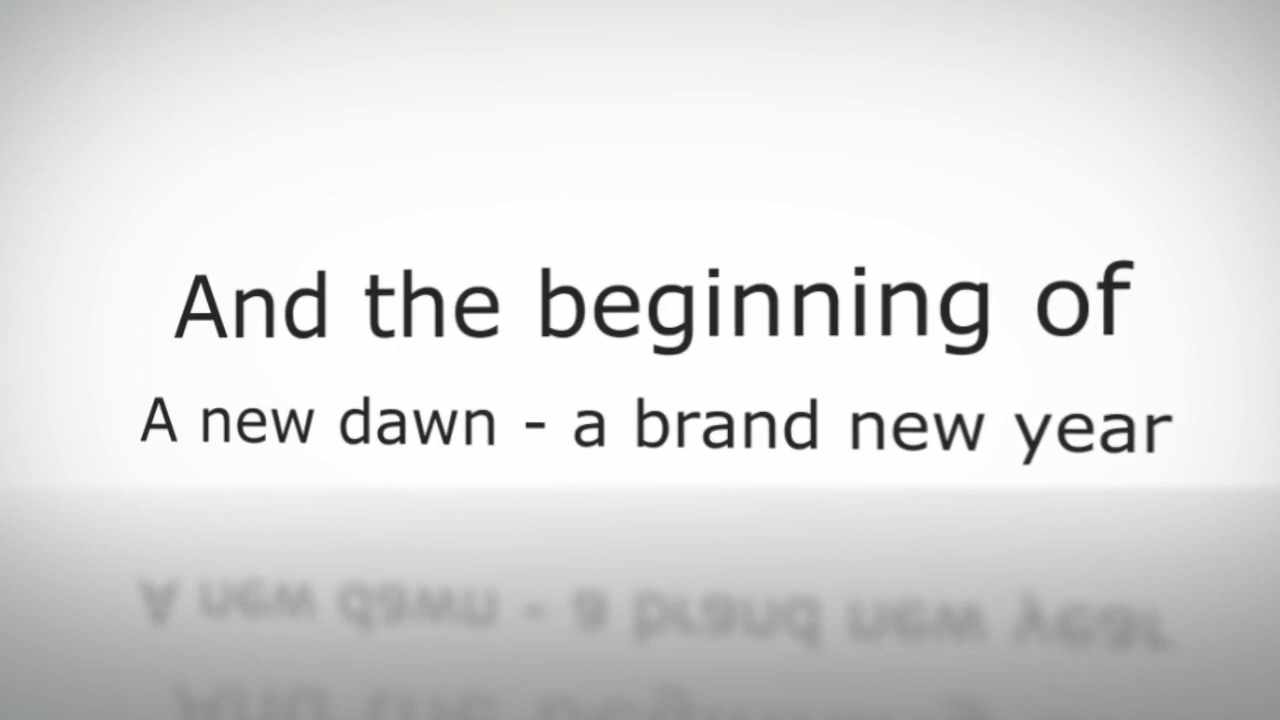 And the beginning of
A new dawn - a brand new year